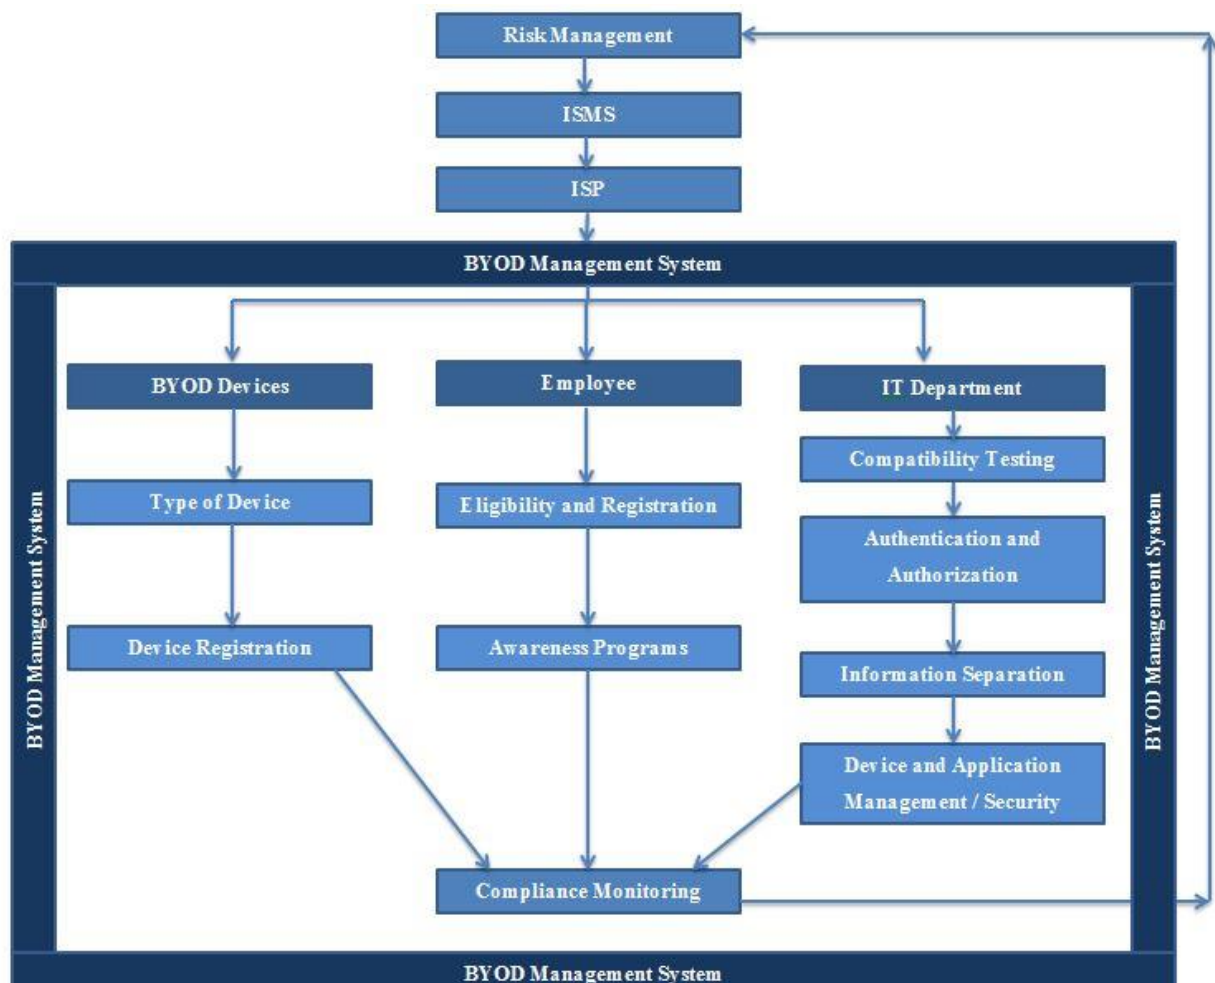 Risk Management
ISMS
ISP
BYOD Management System
BYOD Management System
BYOD Devices
Type of Device
Device Registration
Employee
Eligibility and Registration
Awareness Programs
IT Department
Compatibility Testing
Authentication and
Authorization
Information Separation
Device and Application
Management / Security
Compliance Monitoring
BYOD Management System
BYOD Management System